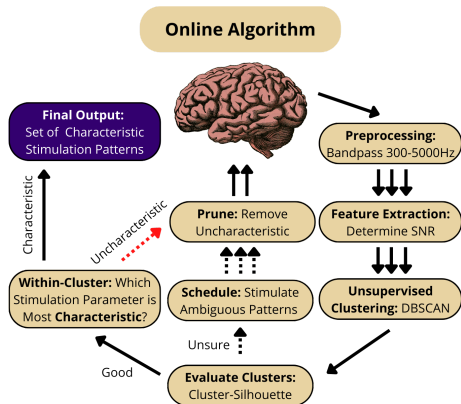 Online Algorithm
Final Output:
Set of Characteristic
Stimulation Patterns
Preprocessing:
Bandpass 300-5000Hz
Characteristic
Uncharacteristic
Prune: Remove
Uncharacteristic
Feature Extraction:
Determine SNR
Within-Cluster: Which
Stimulation Parameter is
Most Characteristic?
Schedule: Stimulate
Ambiguous Patterns
Unsupervised
Clustering: DBSCAN
Unsure
Good
Evaluate Clusters:
Cluster-Silhouette